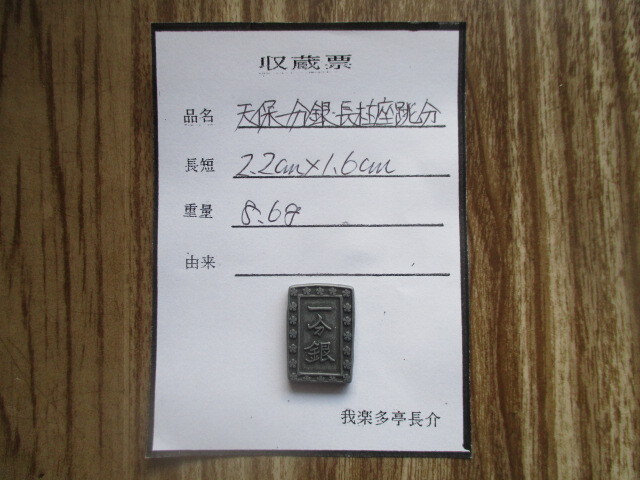 収蔵票
品名 天保一分銀・長柱座跳分
長短 2.2cm×1.6cm
重量 8.6g
由来
一分銀
我楽多亭長介